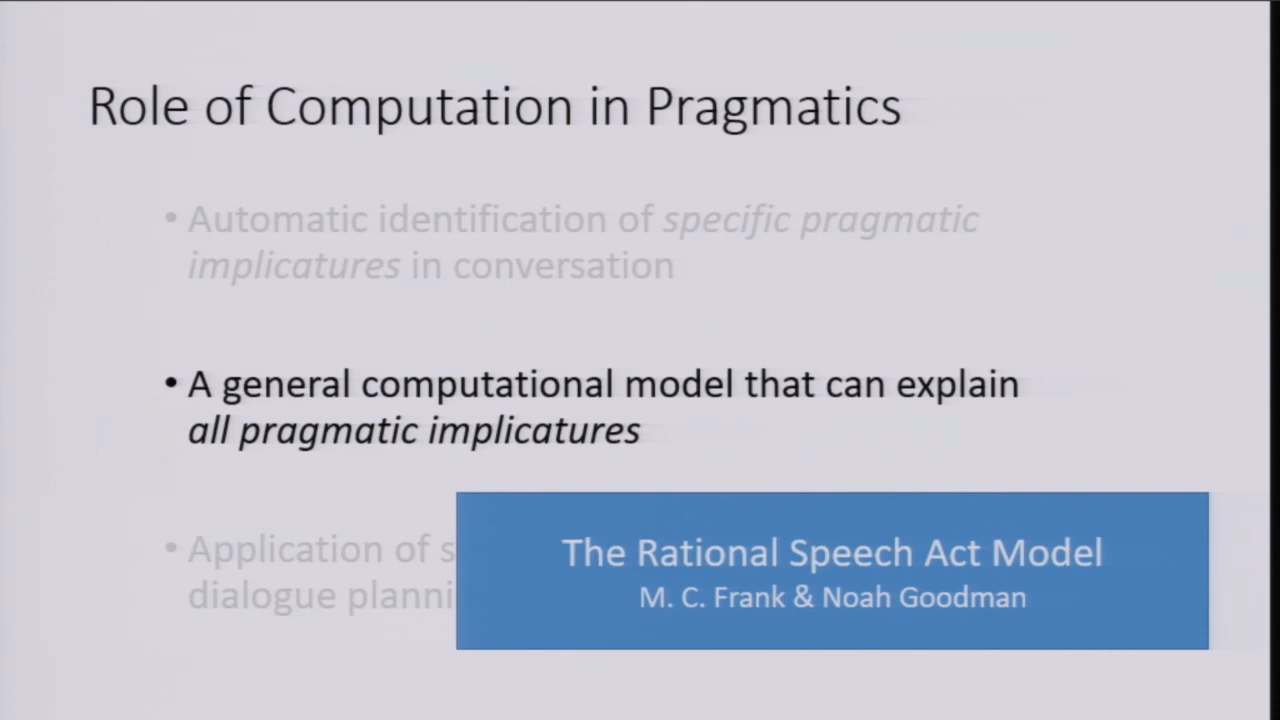 Role of Computation in Pragmatics
• Automatic identification of specific pragmatic
implicatures in conversation
• A general computational model that can explain
all pragmatic implicatures
• Application of s
dialogue planni
The Rational Speech Act Model
M. C. Frank & Noah Goodman